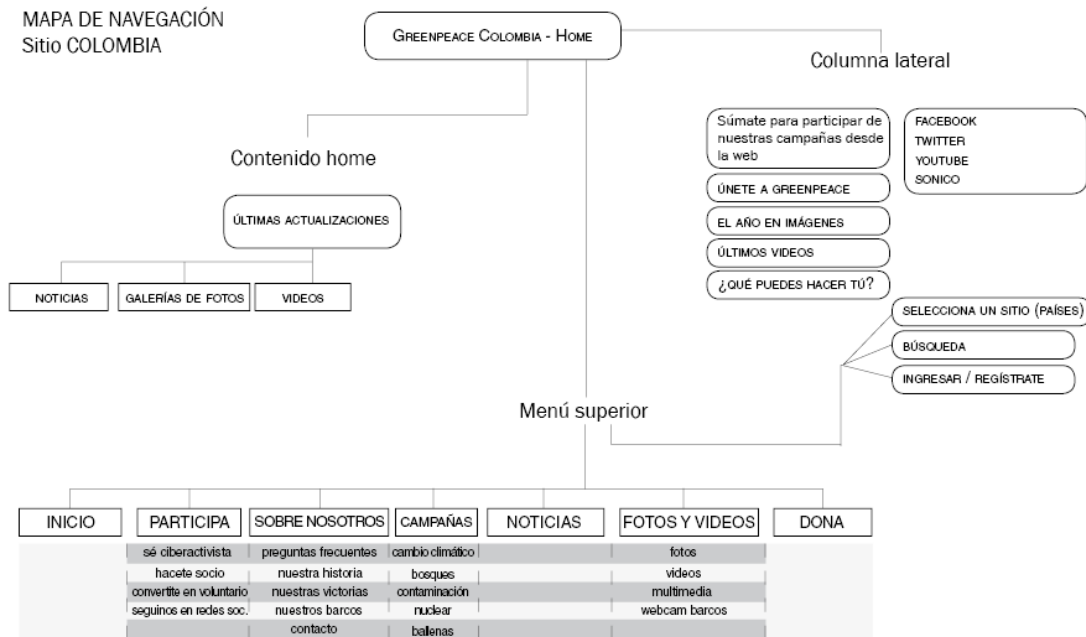 MAPA DE NAVEGACIÓN
Sitio COLOMBIA
GREENPEACE COLOMBIA - HOME
Columna lateral
Súmate para participar de
nuestras campañas desde
la web
FACEBOOK
TWITTER
YOUTUBE
SONICO
ÚNETE A GREENPEACE
EL AÑO EN IMÁGENES
ÚLTIMOS VIDEOS
¿QUÉ PUEDES HACER TÚ?
Contenido home
ÚLTIMAS ACTUALIZACIONES
NOTICIAS
GALERÍAS DE FOTOS
VIDEOS
SELECCIONA UN SITIO (PAÍSES)
BÚSQUEDA
INGRESAR / REGÍSTRATE
Menú superior
INICIO
PARTICIPA
sé ciberactivista
hacete socio
convertite en voluntario
seguinos en redes soc.
SOBRE NOSOTROS
preguntas frecuentes
nuestra historia
nuestras victorias
nuestros barcos
contacto
CAMPAÑAS
cambio climático
bosques
contaminación
nuclear
ballenas
NOTICIAS
FOTOS Y VIDEOS
fotos
videos
multimedia
webcam barcos
DONA